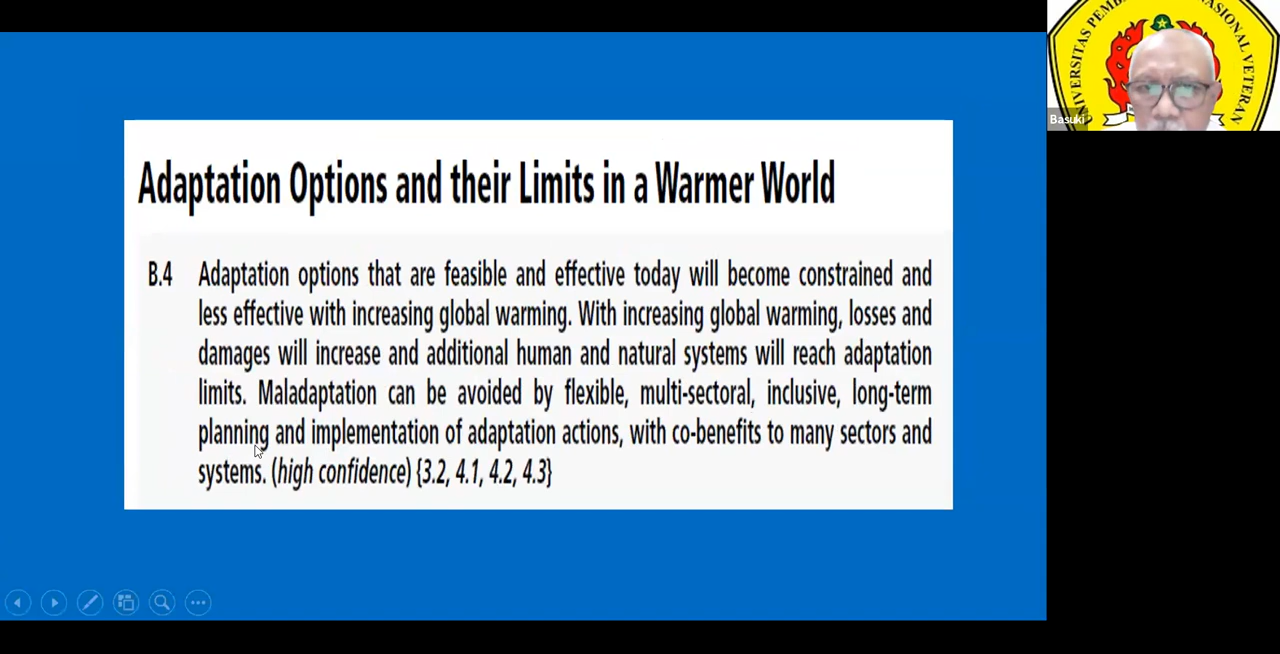 Adaptation Options and their Limits in a Warmer World
B.4 Adaptation options that are feasible and effective today will become constrained and
less effective with increasing global warming. With increasing global warming, losses and
damages will increase and additional human and natural systems will reach adaptation
limits. Maladaptation can be avoided by flexible, multi-sectoral, inclusive, long-term
planning and implementation of adaptation actions, with co-benefits to many sectors and
systems. (high confidence) {3.2, 4.1, 4.2, 4.3}
UNIVERSITAS PEMB
NASIONAL VETERAN
Basuki